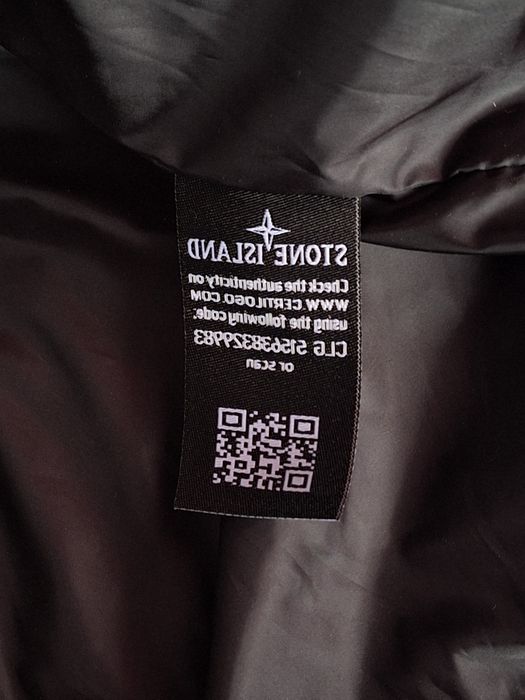 STONE ISLAND
Check the authenticity on
WWW.CERTILOGO.COM
using the following code:
CLG 515638329983
or scan